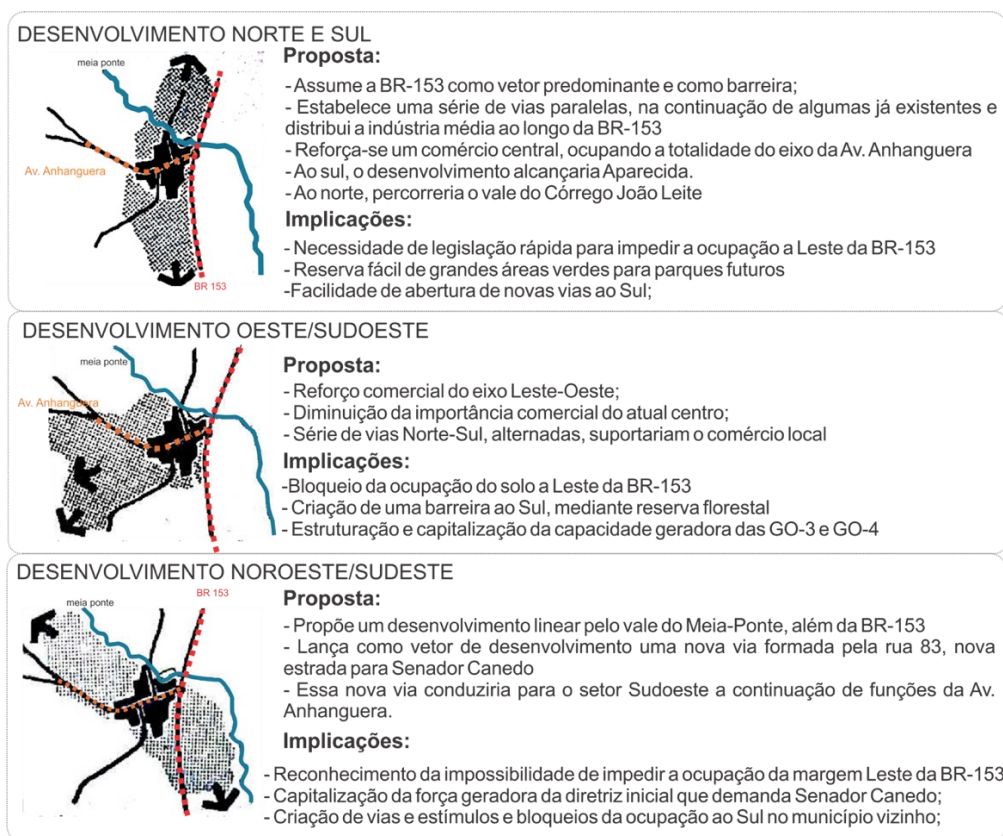 DESENVOLVIMENTO NORTE E SUL
meia ponte
Av. Anhanguera
BR 153
Proposta:
- Assume a BR-153 como vetor predominante e como barreira;
- Estabelece uma série de vias paralelas, na continuação de algumas já existentes e
distribui a indústria média ao longo da BR-153
- Reforça-se um comércio central, ocupando a totalidade do eixo da Av. Anhanguera
- Ao sul, o desenvolvimento alcançaria Aparecida.
- Ao norte, percorreria o vale do Córrego João Leite
Implicações:
- Necessidade de legislação rápida para impedir a ocupação a Leste da BR-153
- Reserva fácil de grandes áreas verdes para parques futuros
-Facilidade de abertura de novas vias ao Sul;
DESENVOLVIMENTO OESTE/SUDOESTE
meia ponte
Av. Anhanguera
Proposta:
- Reforço comercial do eixo Leste-Oeste;
- Diminuição da importância comercial do atual centro;
- Série de vias Norte-Sul, alternadas, suportariam o comércio local
Implicações:
-Bloqueio da ocupação do solo a Leste da BR-153
- Criação de uma barreira ao Sul, mediante reserva florestal
- Estruturação e capitalização da capacidade geradora das GO-3 e GO-4
DESENVOLVIMENTO NOROESTE/SUDESTE
BR 153
meia ponte
Proposta:
- Propõe um desenvolvimento linear pelo vale do Meia-Ponte, além da BR-153
- Lança como vetor de desenvolvimento uma nova via formada pela rua 83, nova
estrada para Senador Canedo
- Essa nova via conduziria para o setor Sudoeste a continuação de funções da Av.
Anhanguera.
Implicações:
- Reconhecimento da impossibilidade de impedir a ocupação da margem Leste da BR-153
- Capitalização da força geradora da diretriz inicial que demanda Senador Canedo;
- Criação de vias e estímulos e bloqueios da ocupação ao Sul no município vizinho;